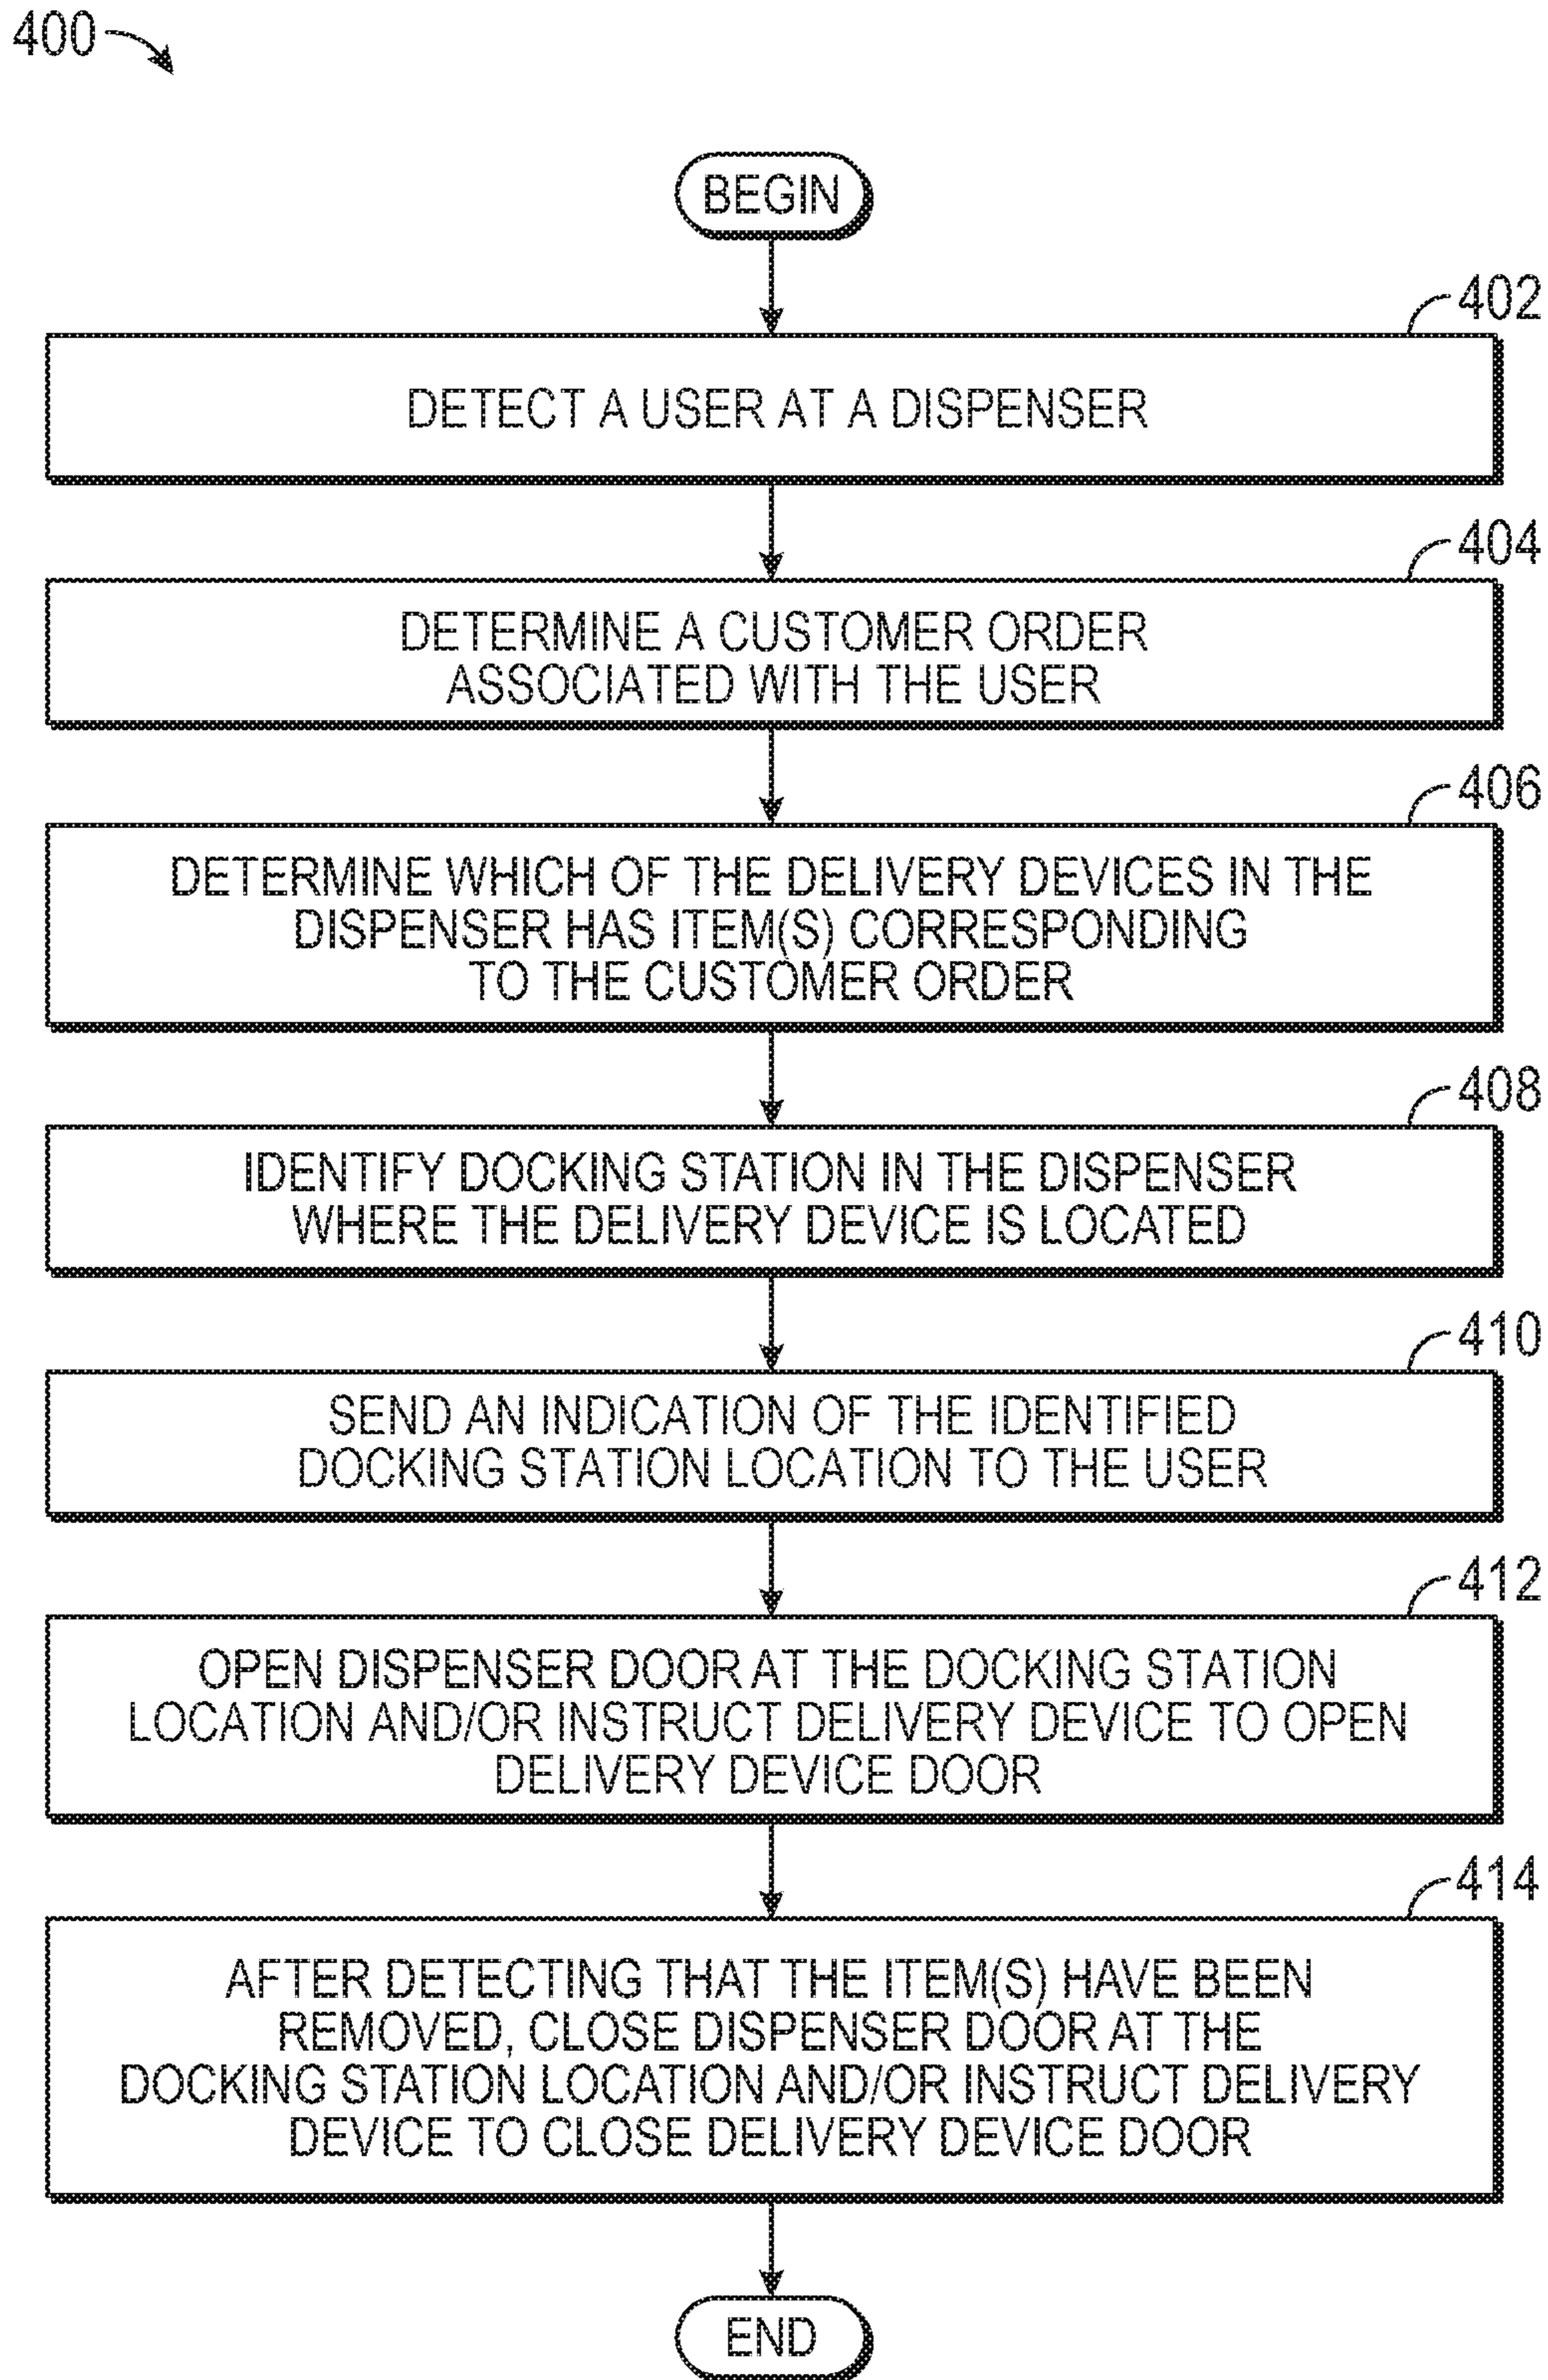 400
BEGIN
402
DETECT A USER AT A DISPENSER
404
DETERMINE A CUSTOMER ORDER
ASSOCIATED WITH THE USER
406
DETERMINE WHICH OF THE DELIVERY DEVICES IN THE
DISPENSER HAS ITEM(S) CORRESPONDING
TO THE CUSTOMER ORDER
408
IDENTIFY DOCKING STATION IN THE DISPENSER
WHERE THE DELIVERY DEVICE IS LOCATED
410
SEND AN INDICATION OF THE IDENTIFIED
DOCKING STATION LOCATION TO THE USER
412
OPEN DISPENSER DOOR AT THE DOCKING STATION
LOCATION AND/OR INSTRUCT DELIVERY DEVICE TO OPEN
DELIVERY DEVICE DOOR
414
AFTER DETECTING THAT THE ITEM(S) HAVE BEEN
REMOVED, CLOSE DISPENSER DOOR AT THE
DOCKING STATION LOCATION AND/OR INSTRUCT DELIVERY
DEVICE TO CLOSE DELIVERY DEVICE DOOR
END